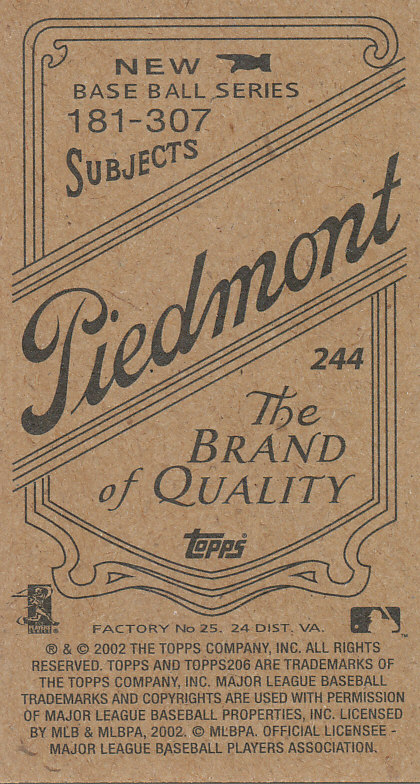 NEW
BASE BALL SERIES
181-307
SUBJECTS
Piedmont
244
The
BRAND
of QUALITY
topps
FACTORY No 25. 24 DIST. VA.
® & © 2002 THE TOPPS COMPANY, INC. ALL RIGHTS
RESERVED. TOPPS AND TOPPS206 ARE TRADEMARKS OF
THE TOPPS COMPANY, INC. MAJOR LEAGUE BASEBALL
TRADEMARKS AND COPYRIGHTS ARE USED WITH PERMISSION
OF MAJOR LEAGUE BASEBALL PROPERTIES, INC. LICENSED
BY MLB & MLBPA, 2002. © MLBPA. OFFICIAL LICENSEE -
MAJOR LEAGUE BASEBALL PLAYERS ASSOCIATION.